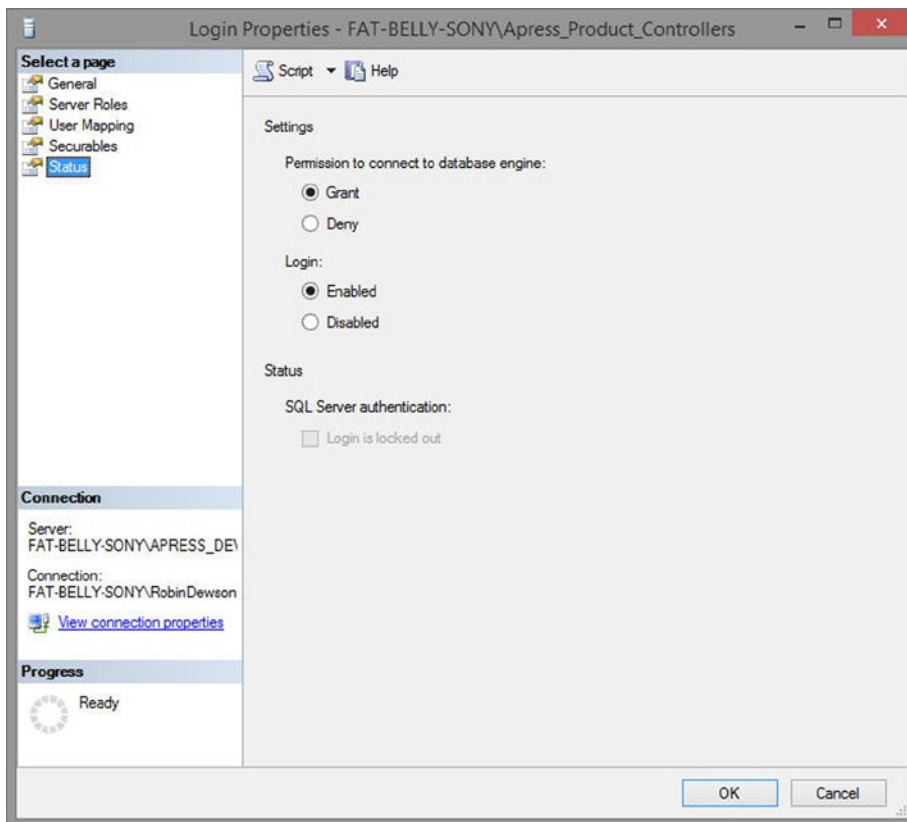 Login Properties - FAT-BELLY-SONY\Apress_Product_Controllers
Select a page
General
Server Roles
User Mapping
Securables
Status
Script
Help
Settings
Permission to connect to database engine:
Grant
Deny
Login:
Enabled
Disabled
Status
SQL Server authentication:
Login is locked out
Connection
Server:
FAT-BELLY-SONY\APRESS_DEV
Connection:
FAT-BELLY-SONY\RobinDewson
View connection properties
Progress
Ready
OK
Cancel